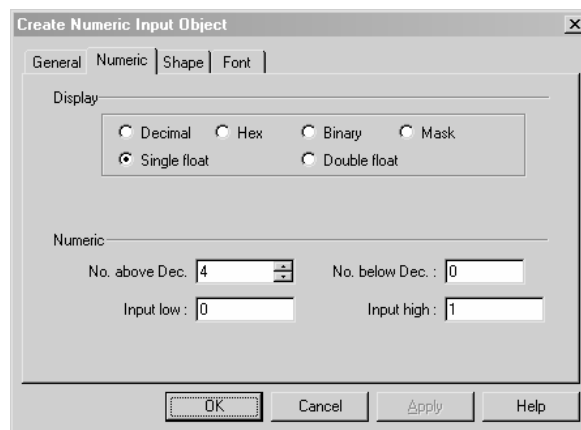 Create Numeric Input Object
General Numeric Shape Font
Display
Decimal Hex Binary Mask
Single float Double float
Numeric
No. above Dec. 4 No. below Dec. : 0
Input low : 0 Input high : 1
OK Cancel Apply Help